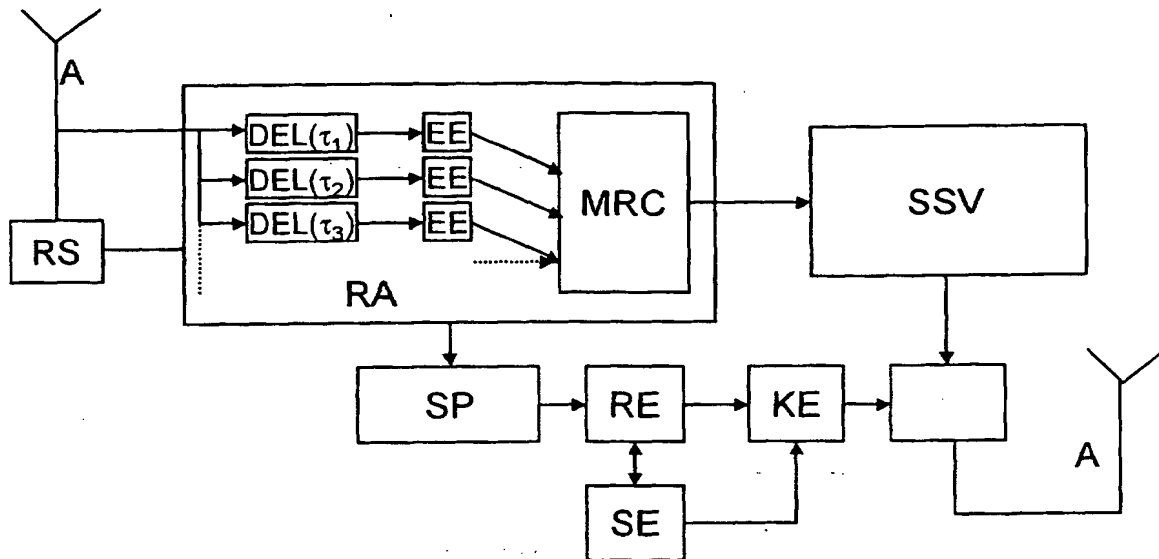 A
DEL(τ₁) EE
DEL(τ₂) EE
DEL(τ₃) EE
MRC
SSV
RS
RA
SP
RE
KE
A
SE